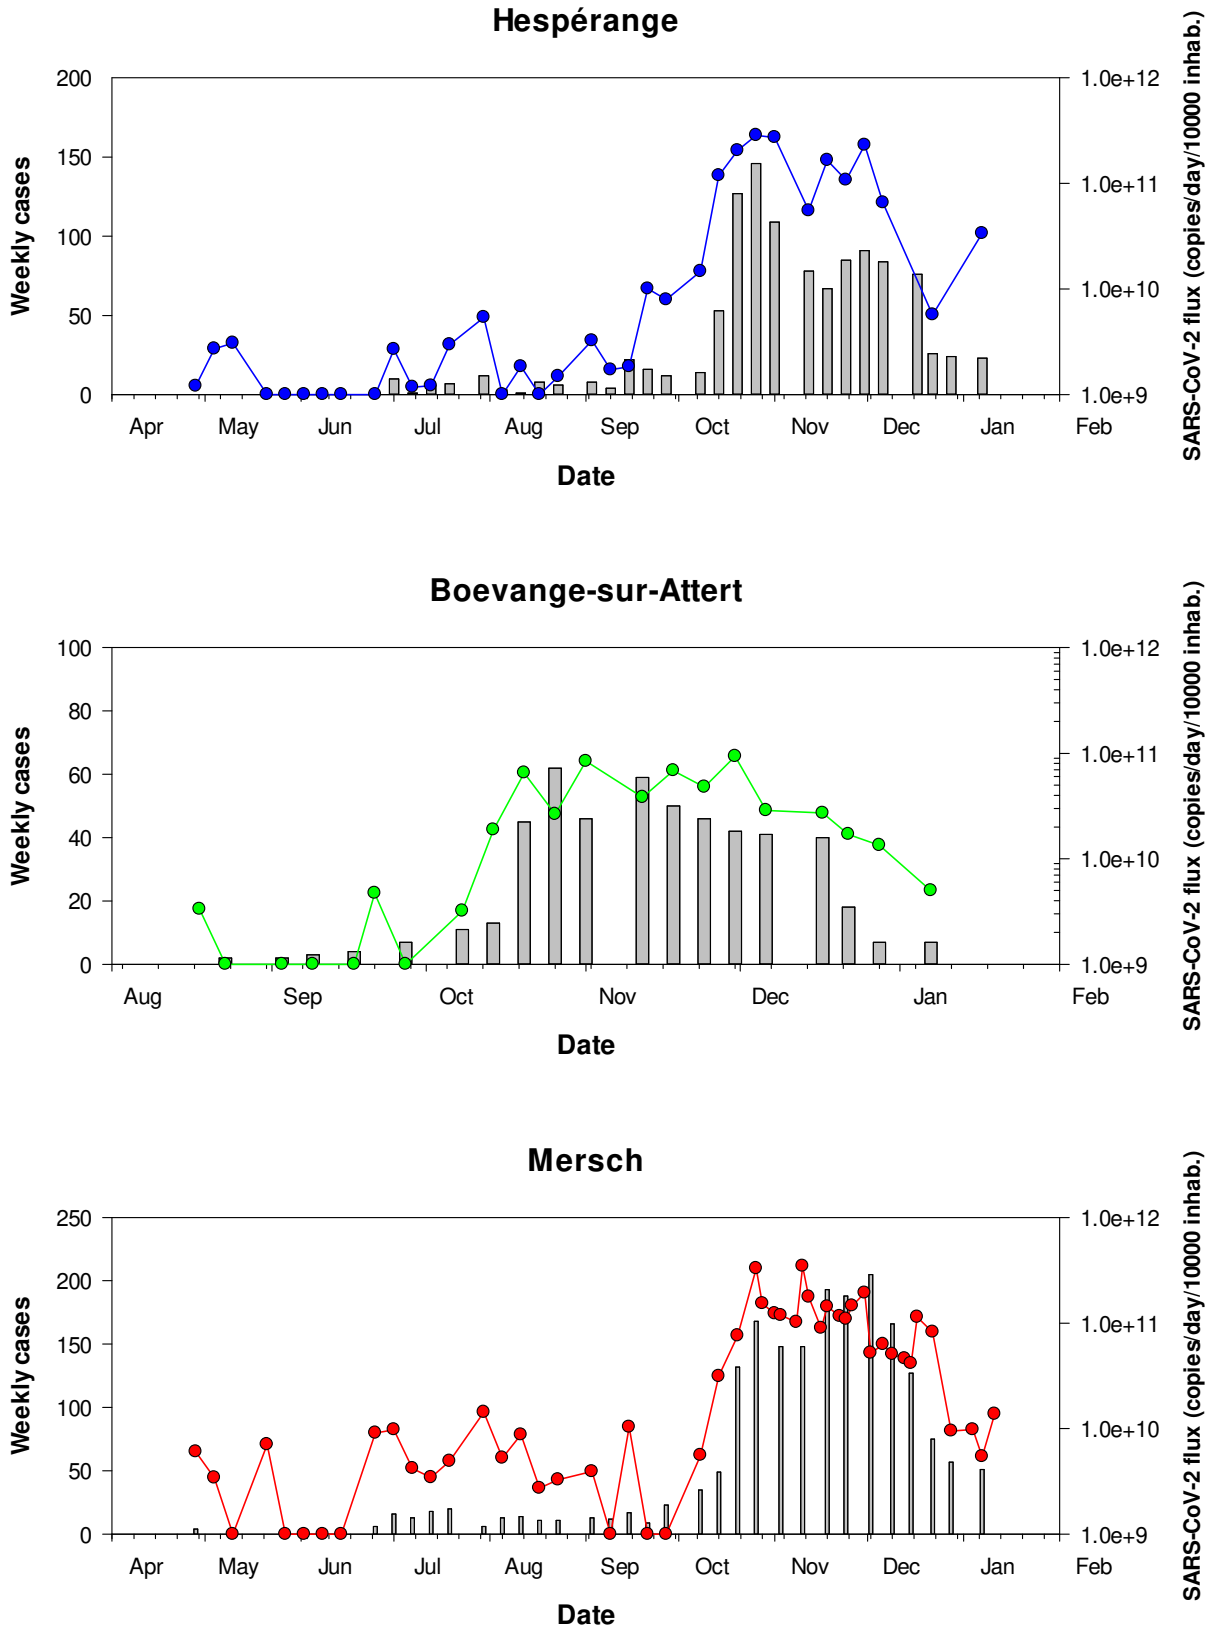 Hespérange
200
150
100
50
0
Weekly cases
1.0e+12
1.0e+11
1.0e+10
1.0e+9
SARS-CoV-2 flux (copies/day/10000 inhab.)
Apr May Jun Jul Aug Sep Oct Nov Dec Jan Feb
Date
Boevange-sur-Attert
100
80
60
40
20
0
Weekly cases
1.0e+12
1.0e+11
1.0e+10
1.0e+9
SARS-CoV-2 flux (copies/day/10000 inhab.)
Aug Sep Oct Nov Dec Jan Feb
Date
Mersch
250
200
150
100
50
0
Weekly cases
1.0e+12
1.0e+11
1.0e+10
1.0e+9
SARS-CoV-2 flux (copies/day/10000 inhab.)
Apr May Jun Jul Aug Sep Oct Nov Dec Jan Feb
Date